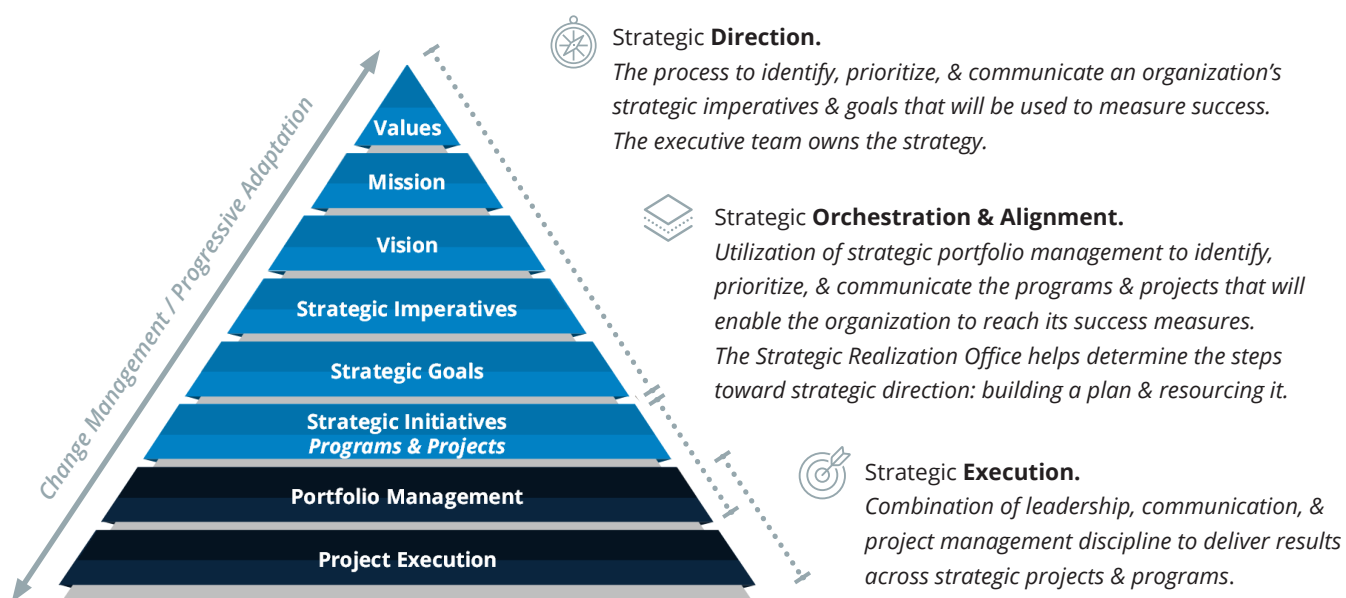 Change Management / Progressive Adaptation
Values
Mission
Vision
Strategic Imperatives
Strategic Goals
Strategic Initiatives
Programs & Projects
Portfolio Management
Project Execution
Strategic Direction.
The process to identify, prioritize, & communicate an organization's
strategic imperatives & goals that will be used to measure success.
The executive team owns the strategy.
Strategic Orchestration & Alignment.
Utilization of strategic portfolio management to identify,
prioritize, & communicate the programs & projects that will
enable the organization to reach its success measures.
The Strategic Realization Office helps determine the steps
toward strategic direction: building a plan & resourcing it.
Strategic Execution.
Combination of leadership, communication, &
project management discipline to deliver results
across strategic projects & programs.